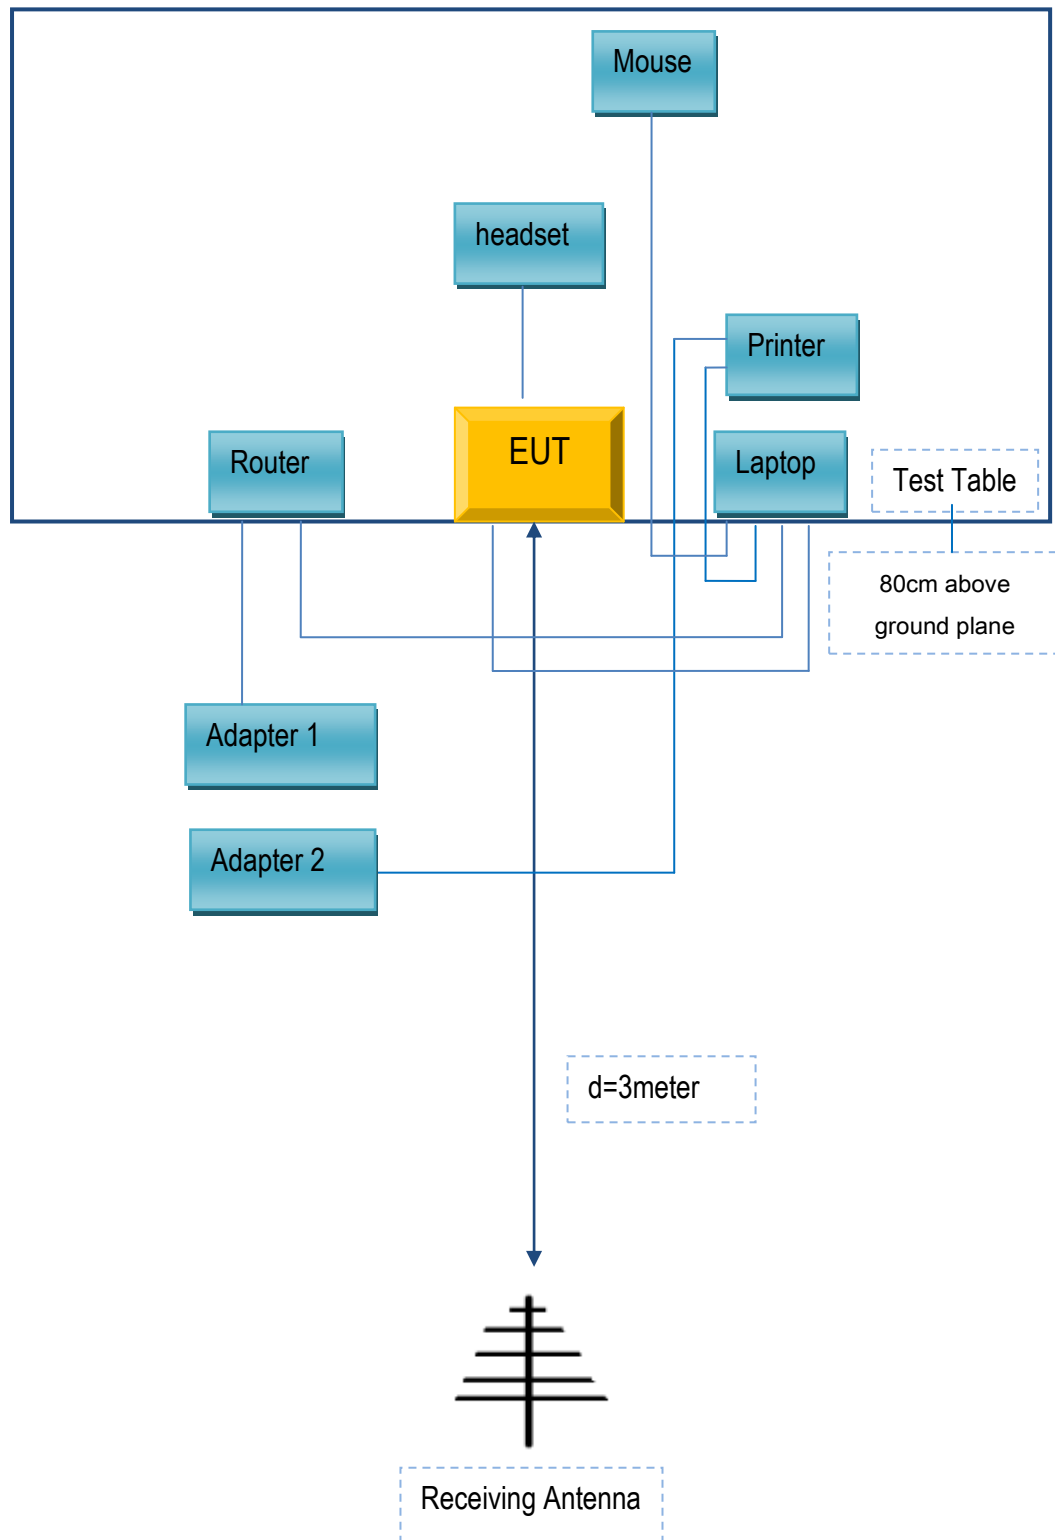 Mouse
headset
Printer
Router
EUT
Laptop
Test Table
80cm above
ground plane
Adapter 1
Adapter 2
d=3meter
Receiving Antenna